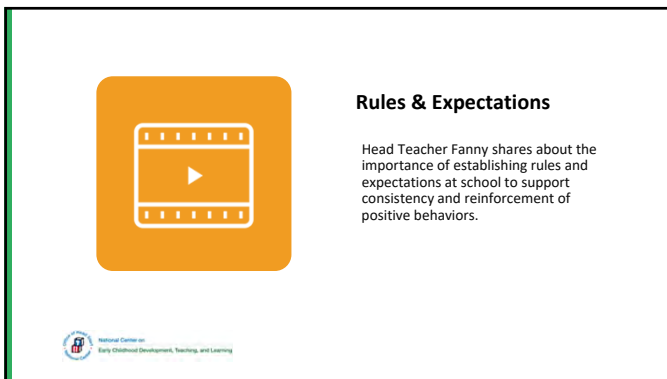 Rules & Expectations
Head Teacher Fanny shares about the
importance of establishing rules and
expectations at school to support
consistency and reinforcement of
positive behaviors.
National Center on
Early Childhood Development, Teaching, and Learning